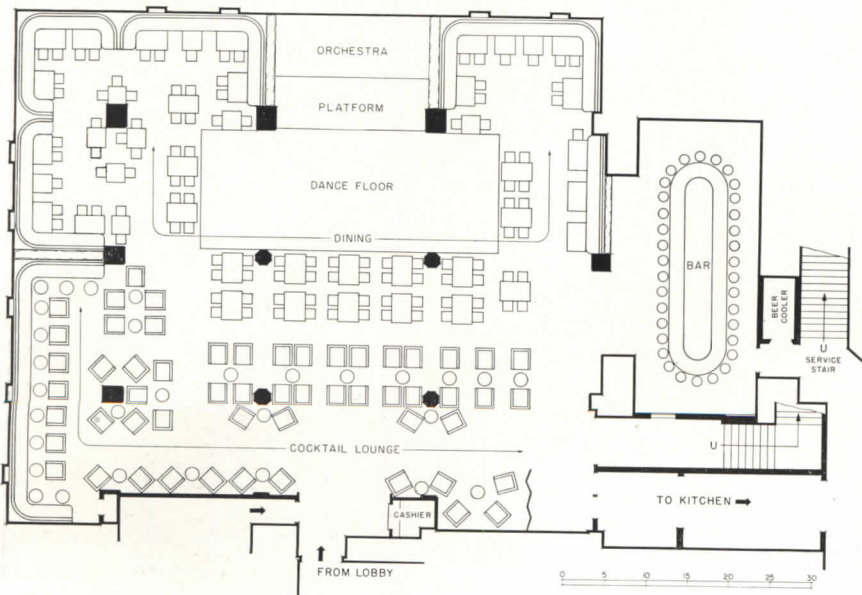 ORCHESTRA
PLATFORM
DANCE FLOOR
DINING
BAR
BEER
COOLER
U
SERVICE
STAIR
COCKTAIL LOUNGE
U
TO KITCHEN
CASHIER
FROM LOBBY
0 5 10 15 20 25 30